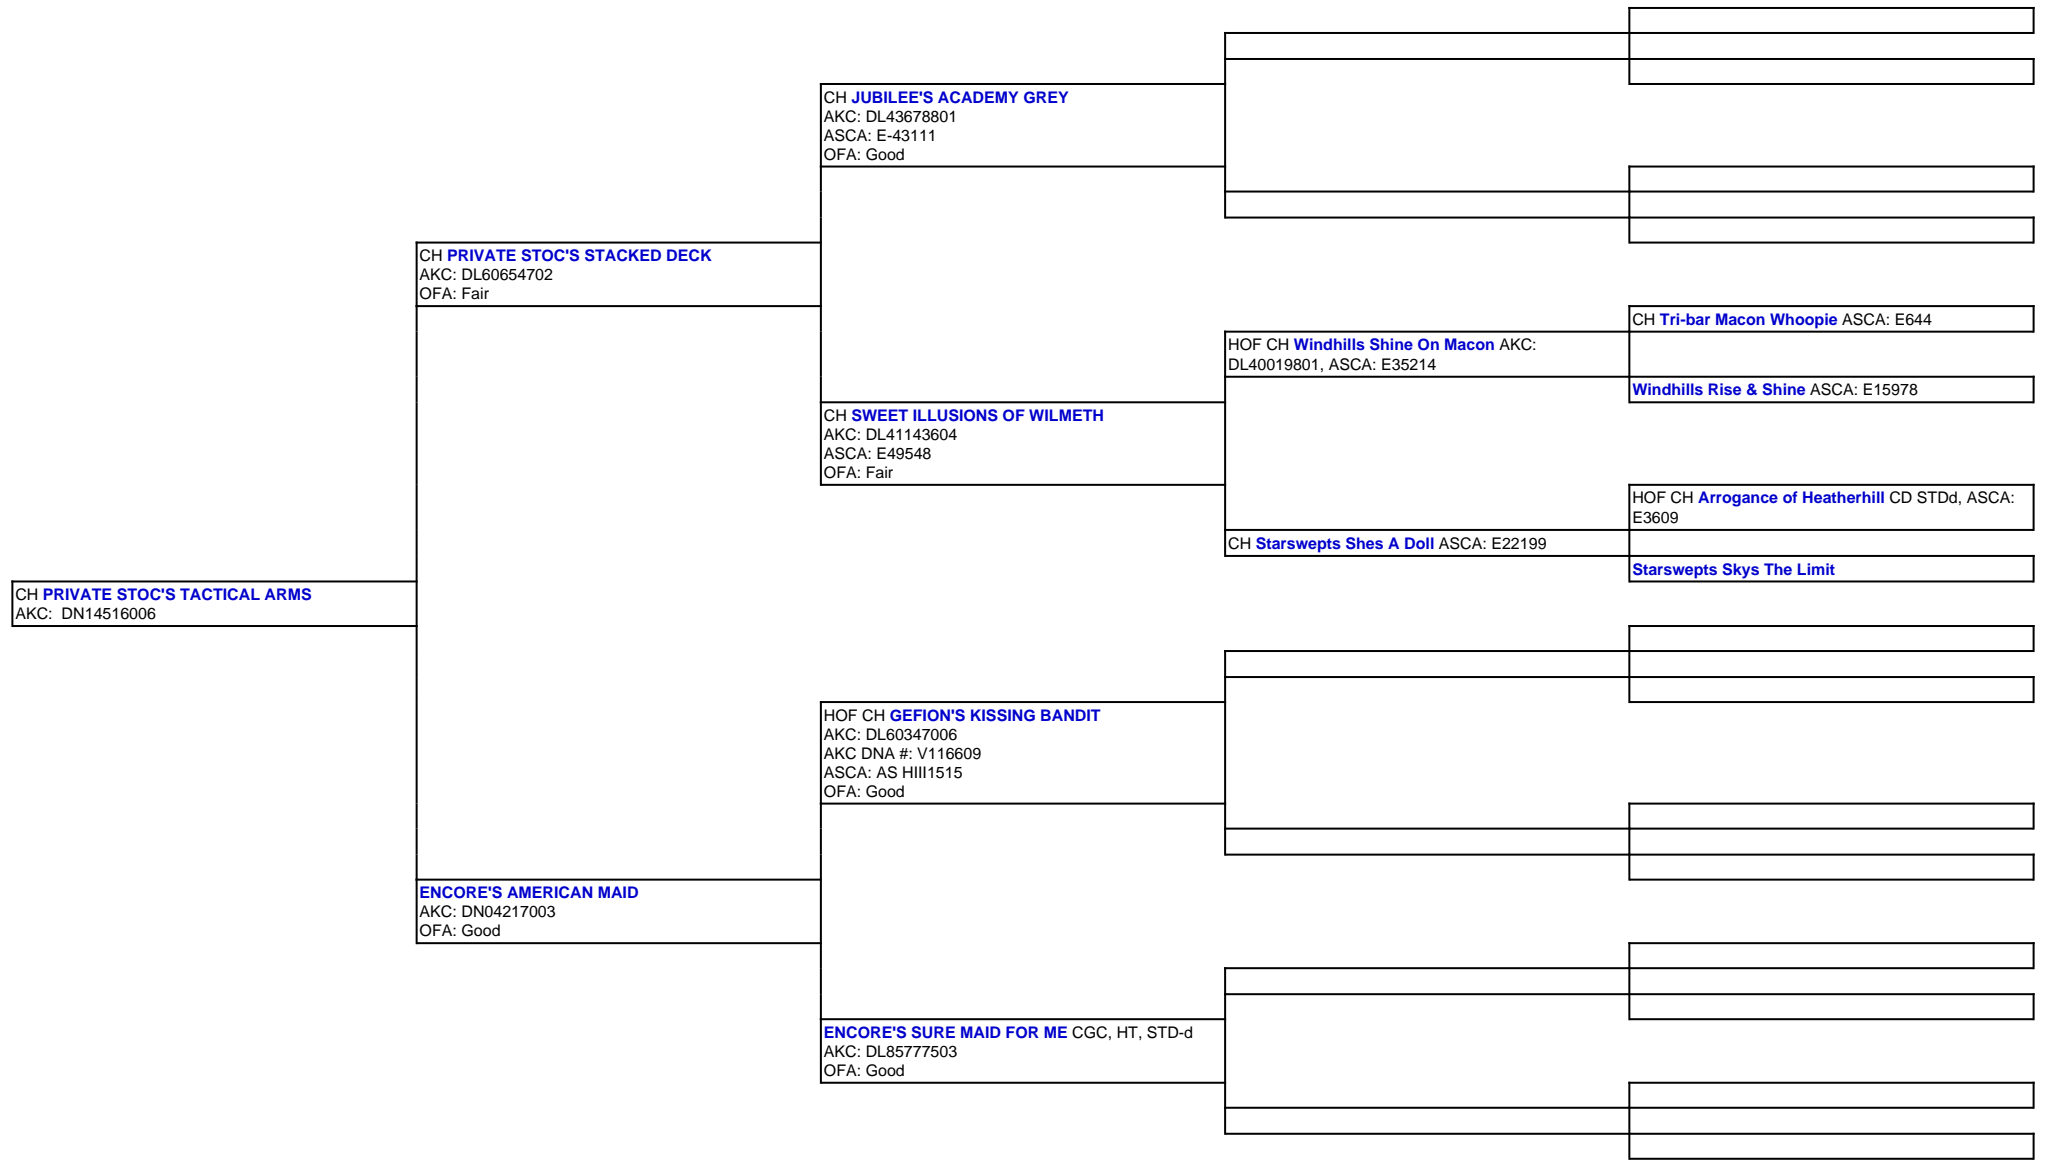 CH JUBILEE'S ACADEMY GREY
AKC: DL43678801
ASCA: E-43111
OFA: Good
CH PRIVATE STOC'S STACKED DECK
AKC: DL60654702
OFA: Fair
CH Tri-bar Macon Whoopie ASCA: E644
HOF CH Windhills Shine On Macon AKC:
DL40019801, ASCA: E35214
Windhills Rise & Shine ASCA: E15978
CH SWEET ILLUSIONS OF WILMETH
AKC: DL41143604
ASCA: E49548
OFA: Fair
HOF CH Arrogance of Heatherhill CD STDd, ASCA:
E3609
CH Starswepts Shes A Doll ASCA: E22199
Starswepts Skys The Limit
CH PRIVATE STOC'S TACTICAL ARMS
AKC:  DN14516006
HOF CH GEFION'S KISSING BANDIT
AKC: DL60347006
AKC DNA #: V116609
ASCA: AS HIII1515
OFA: Good
ENCORE'S AMERICAN MAID
AKC: DN04217003
OFA: Good
ENCORE'S SURE MAID FOR ME CGC, HT, STD-d
AKC: DL85777503
OFA: Good